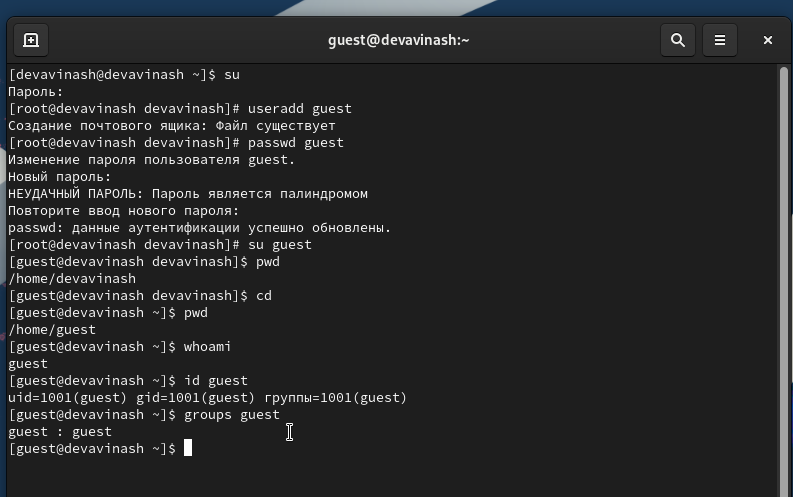 guest@devavinash:~
[devavinash@devavinash ~]$ su
Пароль:
[root@devavinash devavinash]# useradd guest
Создание почтового ящика: Файл существует
[root@devavinash devavinash]# passwd guest
Изменение пароля пользователя guest.
Новый пароль:
НЕУДАЧНЫЙ ПАРОЛЬ: Пароль является палиндромом
Повторите ввод нового пароля:
passwd: данные аутентификации успешно обновлены.
[root@devavinash devavinash]# su guest
[guest@devavinash devavinash]$ pwd
/home/devavinash
[guest@devavinash devavinash]$ cd
[guest@devavinash ~]$ pwd
/home/guest
[guest@devavinash ~]$ whoami
guest
[guest@devavinash ~]$ id guest
uid=1001(guest) gid=1001(guest) группы=1001(guest)
[guest@devavinash ~]$ groups guest
guest : guest
[guest@devavinash ~]$